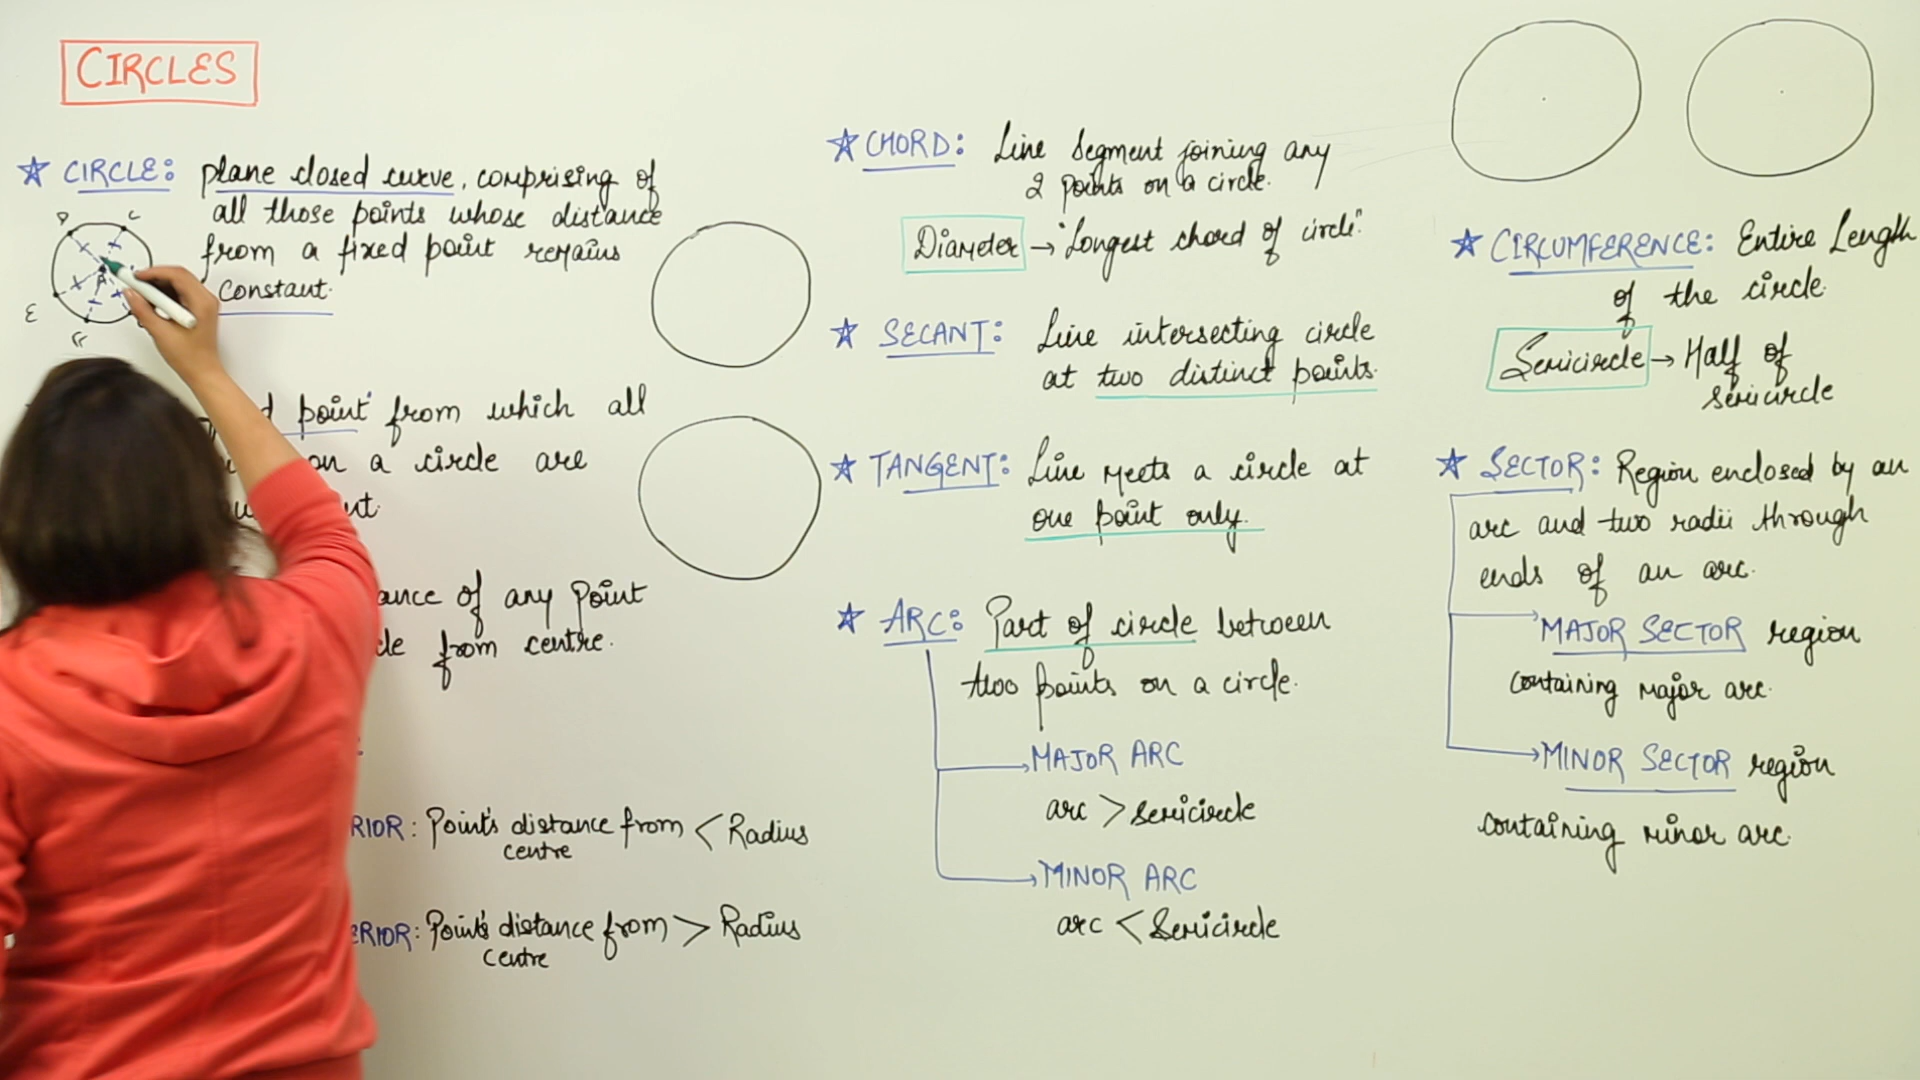 CIRCLES
☆ CIRCLE: plane closed curve, comprising of
all those points whose distance
from a fixed point remains
constant.
C
A
E
point" from which all
on a circle are
of any point
from centre.
: Point's distance from < Radius
centre
: Point's distance from > Radius
centre
☆ CHORD: Line segment joining any
2 points on a circle.
Diameter → "Longest chord of circle".
☆ SECANT: Line intersecting circle
at two distinct points.
☆ TANGENT: Line meets a circle at
one point only.
☆ ARC: Part of circle between
two points on a circle.
MAJOR ARC
arc > semicircle
MINOR ARC
arc < Semicircle
☆ CIRCUMFERENCE: Entire Length
of the circle.
Semicircle → Half of
semicircle
☆ SECTOR: Region enclosed by an
arc and two radii through
ends of an arc.
MAJOR SECTOR region
containing major arc.
MINOR SECTOR region
containing minor arc.